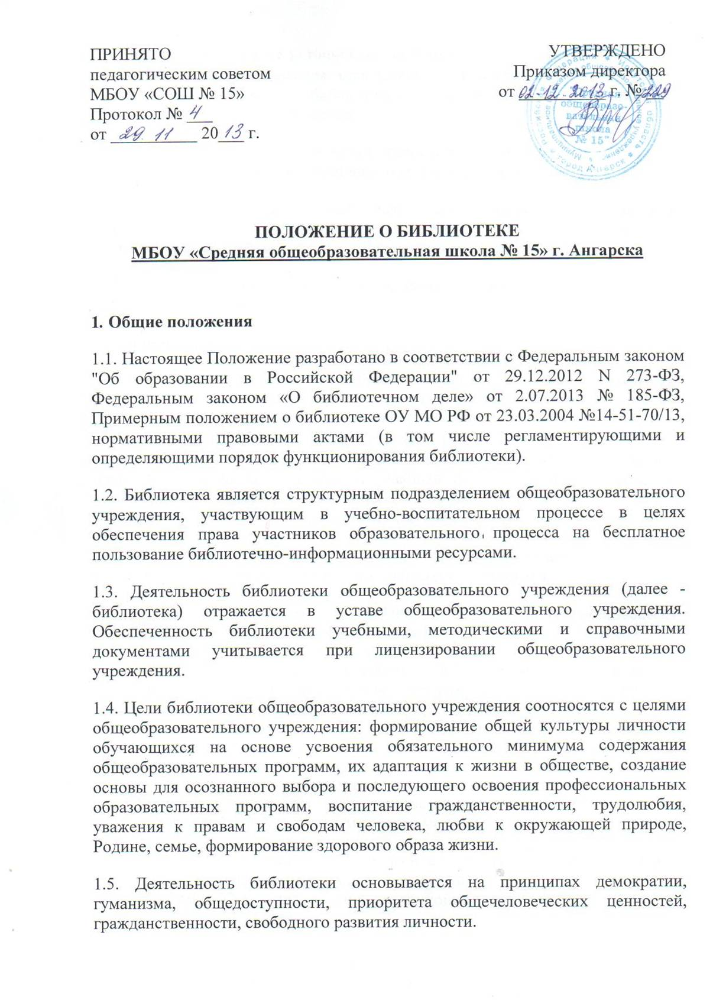 ПРИНЯТО
педагогическим советом
МБОУ «СОШ № 15»
Протокол № 4
от 29. 11 2013 г.
УТВЕРЖДЕНО
Приказом директора
от 02-12-2013 г. № 229
общеобразо-
вательная
школа
№ 15"
ПОЛОЖЕНИЕ О БИБЛИОТЕКЕ
МБОУ «Средняя общеобразовательная школа № 15» г. Ангарска
1. Общие положения
1.1. Настоящее Положение разработано в соответствии с Федеральным законом
"Об образовании в Российской Федерации" от 29.12.2012 N 273-ФЗ,
Федеральным законом «О библиотечном деле» от 2.07.2013 № 185-ФЗ,
Примерным положением о библиотеке ОУ МО РФ от 23.03.2004 №14-51-70/13,
нормативными правовыми актами (в том числе регламентирующими и
определяющими порядок функционирования библиотеки).
1.2. Библиотека является структурным подразделением общеобразовательного
учреждения, участвующим в учебно-воспитательном процессе в целях
обеспечения права участников образовательного процесса на бесплатное
пользование библиотечно-информационными ресурсами.
1.3. Деятельность библиотеки общеобразовательного учреждения (далее -
библиотека) отражается в уставе общеобразовательного учреждения.
Обеспеченность библиотеки учебными, методическими и справочными
документами учитывается при лицензировании общеобразовательного
учреждения.
1.4. Цели библиотеки общеобразовательного учреждения соотносятся с целями
общеобразовательного учреждения: формирование общей культуры личности
обучающихся на основе усвоения обязательного минимума содержания
общеобразовательных программ, их адаптация к жизни в обществе, создание
основы для осознанного выбора и последующего освоения профессиональных
образовательных программ, воспитание гражданственности, трудолюбия,
уважения к правам и свободам человека, любви к окружающей природе,
Родине, семье, формирование здорового образа жизни.
1.5. Деятельность библиотеки основывается на принципах демократии,
гуманизма, общедоступности, приоритета общечеловеческих ценностей,
гражданственности, свободного развития личности.